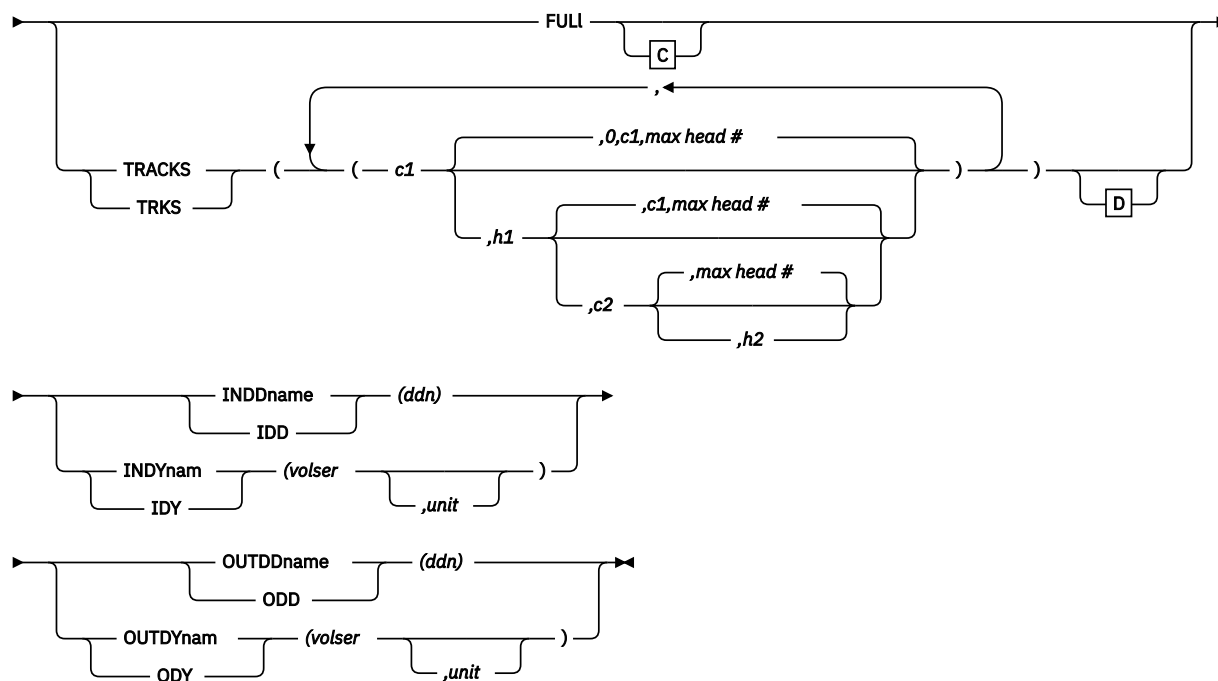 FULl
C
,
,0,c1,max head #
TRACKS ( ( c1 ) )
TRKS
D
,c1,max head #
,h1
,max head #
,c2
,h2
INDDname (ddn)
IDD
INDYnam (volser )
IDY ,unit
OUTDDname (ddn)
ODD
OUTDYnam (volser )
ODY ,unit